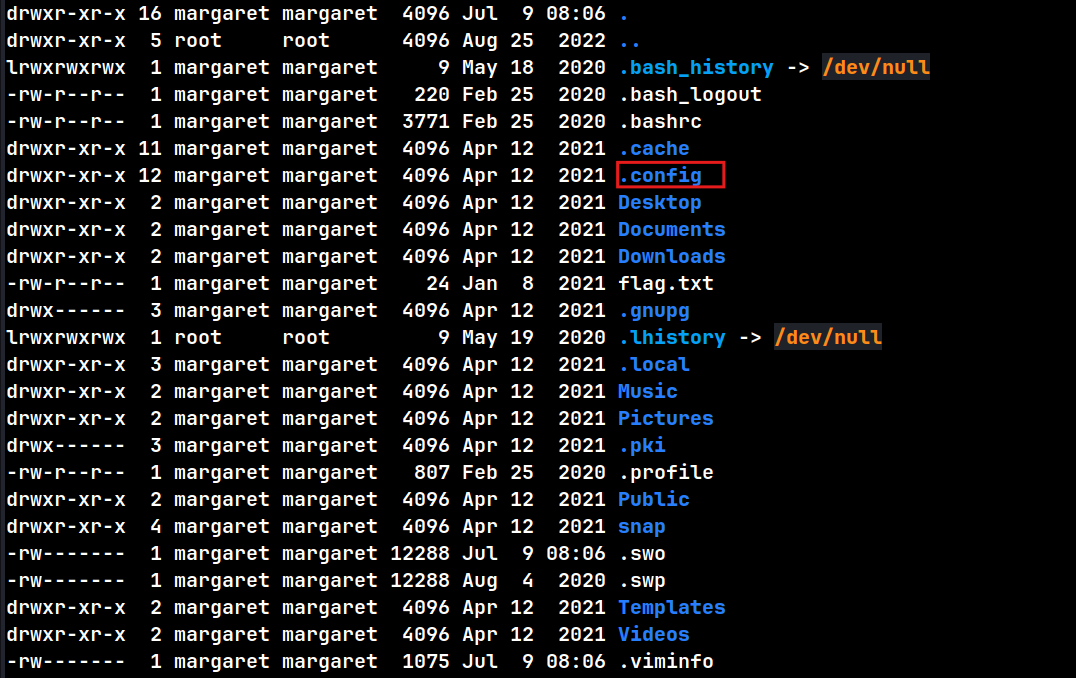 drwxr-xr-x 16 margaret margaret  4096 Jul  9 08:06 .
drwxr-xr-x  5 root     root      4096 Aug 25  2022 ..
lrwxrwxrwx  1 margaret margaret     9 May 18  2020 .bash_history -> /dev/null
-rw-r--r--  1 margaret margaret   220 Feb 25  2020 .bash_logout
-rw-r--r--  1 margaret margaret  3771 Feb 25  2020 .bashrc
drwxr-xr-x 11 margaret margaret  4096 Apr 12  2021 .cache
drwxr-xr-x 12 margaret margaret  4096 Apr 12  2021 .config
drwxr-xr-x  2 margaret margaret  4096 Apr 12  2021 Desktop
drwxr-xr-x  2 margaret margaret  4096 Apr 12  2021 Documents
drwxr-xr-x  2 margaret margaret  4096 Apr 12  2021 Downloads
-rw-r--r--  1 margaret margaret    24 Jan  8  2021 flag.txt
drwx------  3 margaret margaret  4096 Apr 12  2021 .gnupg
lrwxrwxrwx  1 root     root         9 May 19  2020 .lhistory -> /dev/null
drwxr-xr-x  3 margaret margaret  4096 Apr 12  2021 .local
drwxr-xr-x  2 margaret margaret  4096 Apr 12  2021 Music
drwxr-xr-x  2 margaret margaret  4096 Apr 12  2021 Pictures
drwx------  3 margaret margaret  4096 Apr 12  2021 .pki
-rw-r--r--  1 margaret margaret   807 Feb 25  2020 .profile
drwxr-xr-x  2 margaret margaret  4096 Apr 12  2021 Public
drwxr-xr-x  4 margaret margaret  4096 Apr 12  2021 snap
-rw-------  1 margaret margaret 12288 Jul  9 08:06 .swo
-rw-------  1 margaret margaret 12288 Aug  4  2020 .swp
drwxr-xr-x  2 margaret margaret  4096 Apr 12  2021 Templates
drwxr-xr-x  2 margaret margaret  4096 Apr 12  2021 Videos
-rw-------  1 margaret margaret  1075 Jul  9 08:06 .viminfo